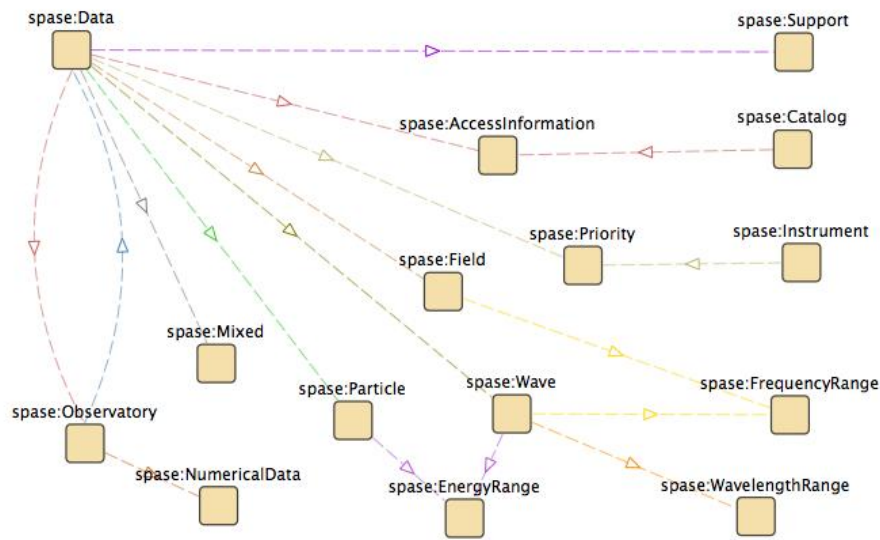 spase:Data
spase:Support
spase:AccessInformation
spase:Catalog
spase:Priority
spase:Instrument
spase:Field
spase:Mixed
spase:Particle
spase:Wave
spase:FrequencyRange
spase:Observatory
spase:NumericalData
spase:EnergyRange
spase:WavelengthRange